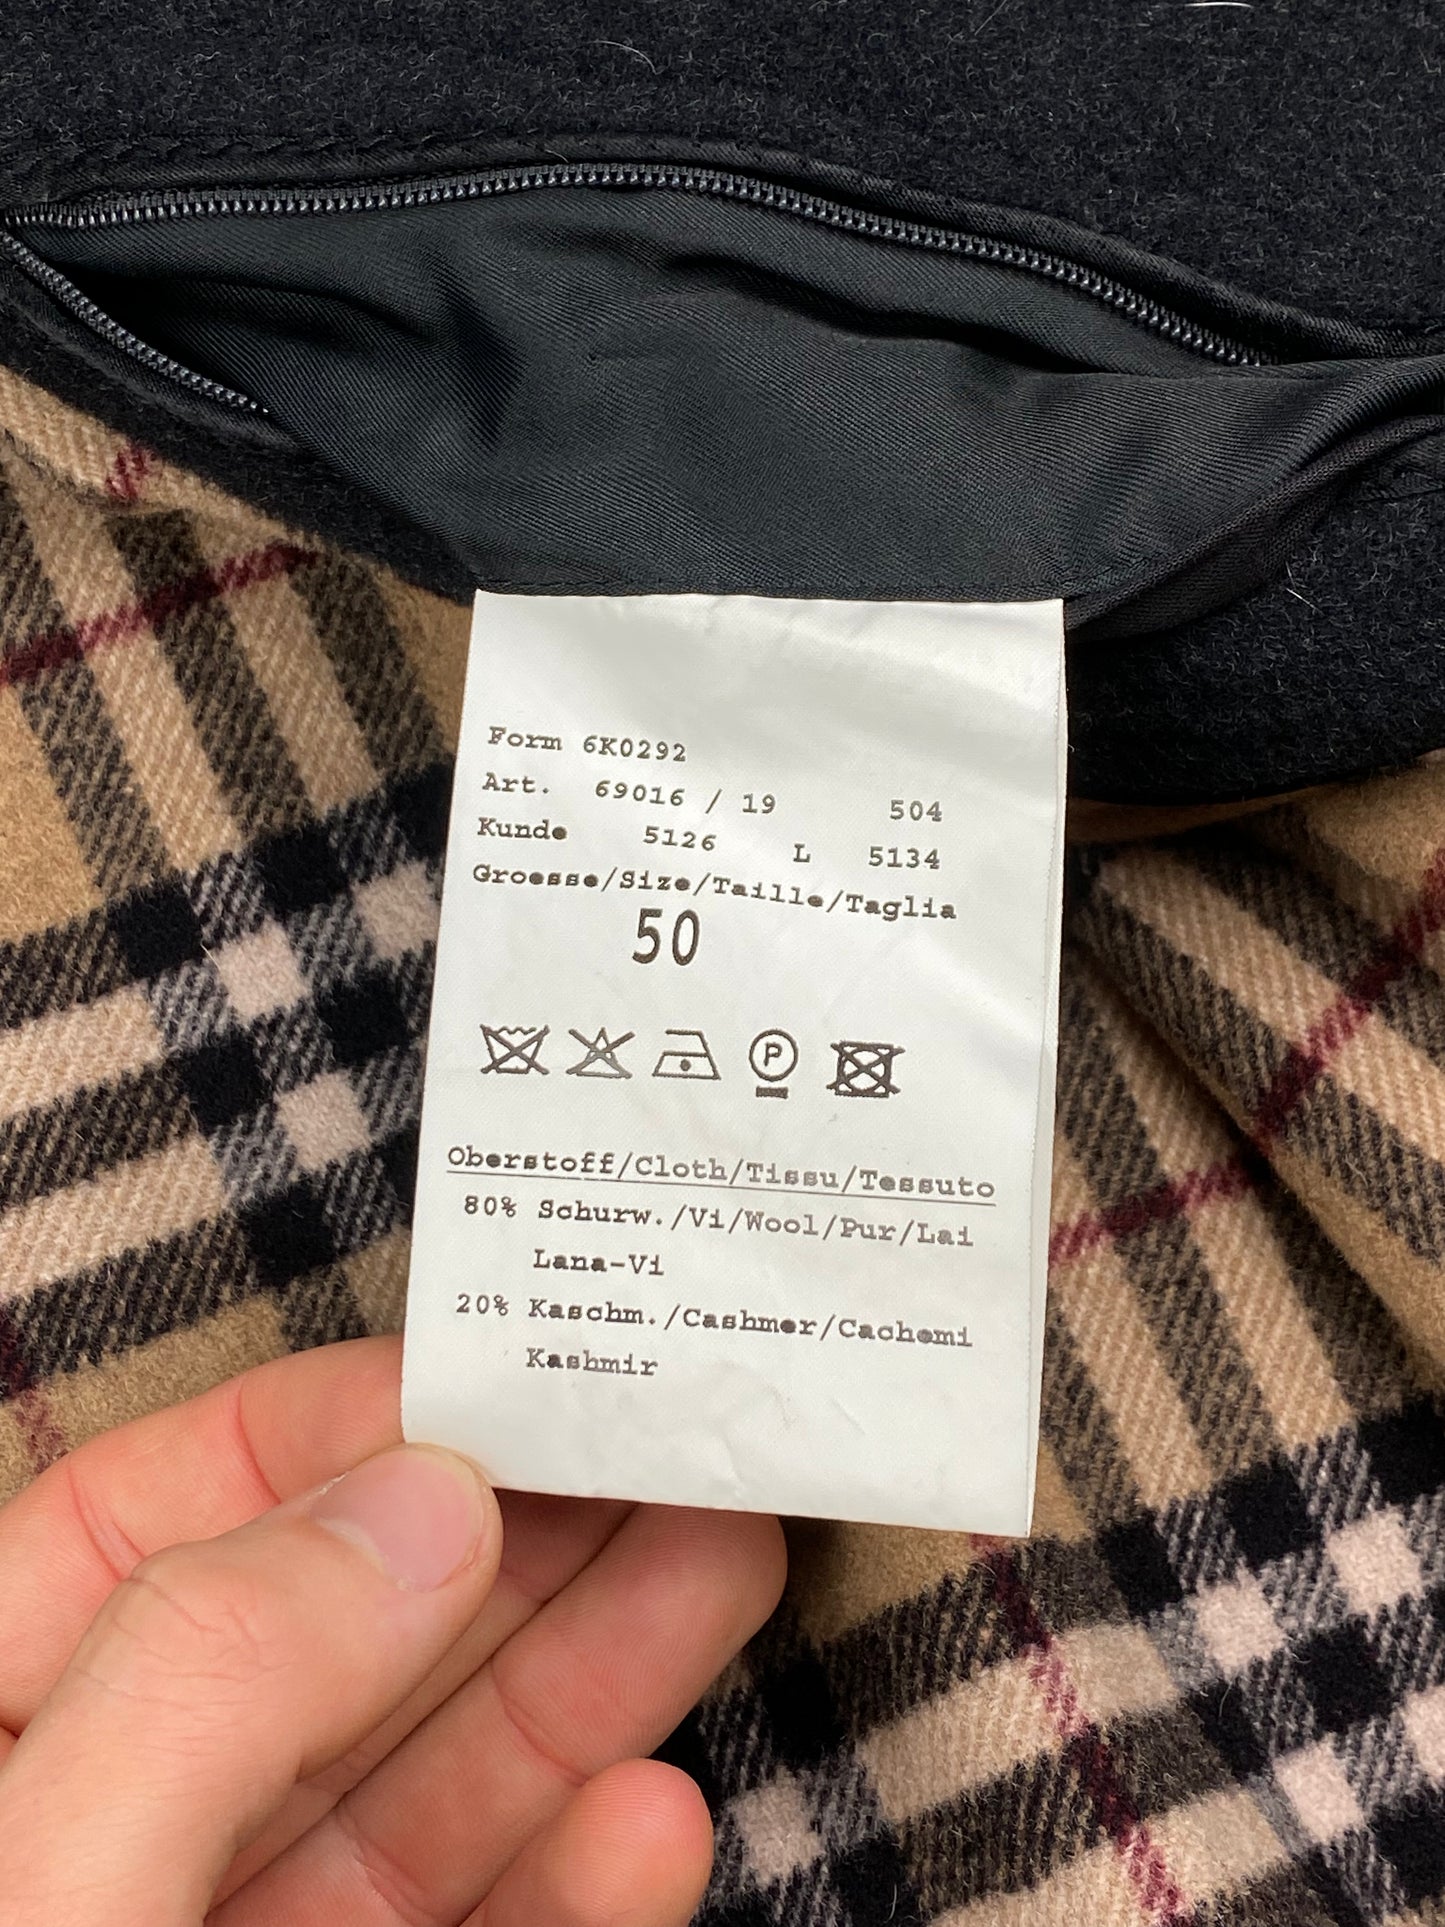 Form 6K0292
Art. 69016 / 19 504
Kunde 5126 L 5134
Groesse/Size/Taille/Taglia
50
P
Oberstoff/Cloth/Tissu/Tessuto
80% Schurw./Vi/Wool/Pur/Lai
Lana-Vi
20% Kaschm./Cashmer/Cachemi
Kashmir